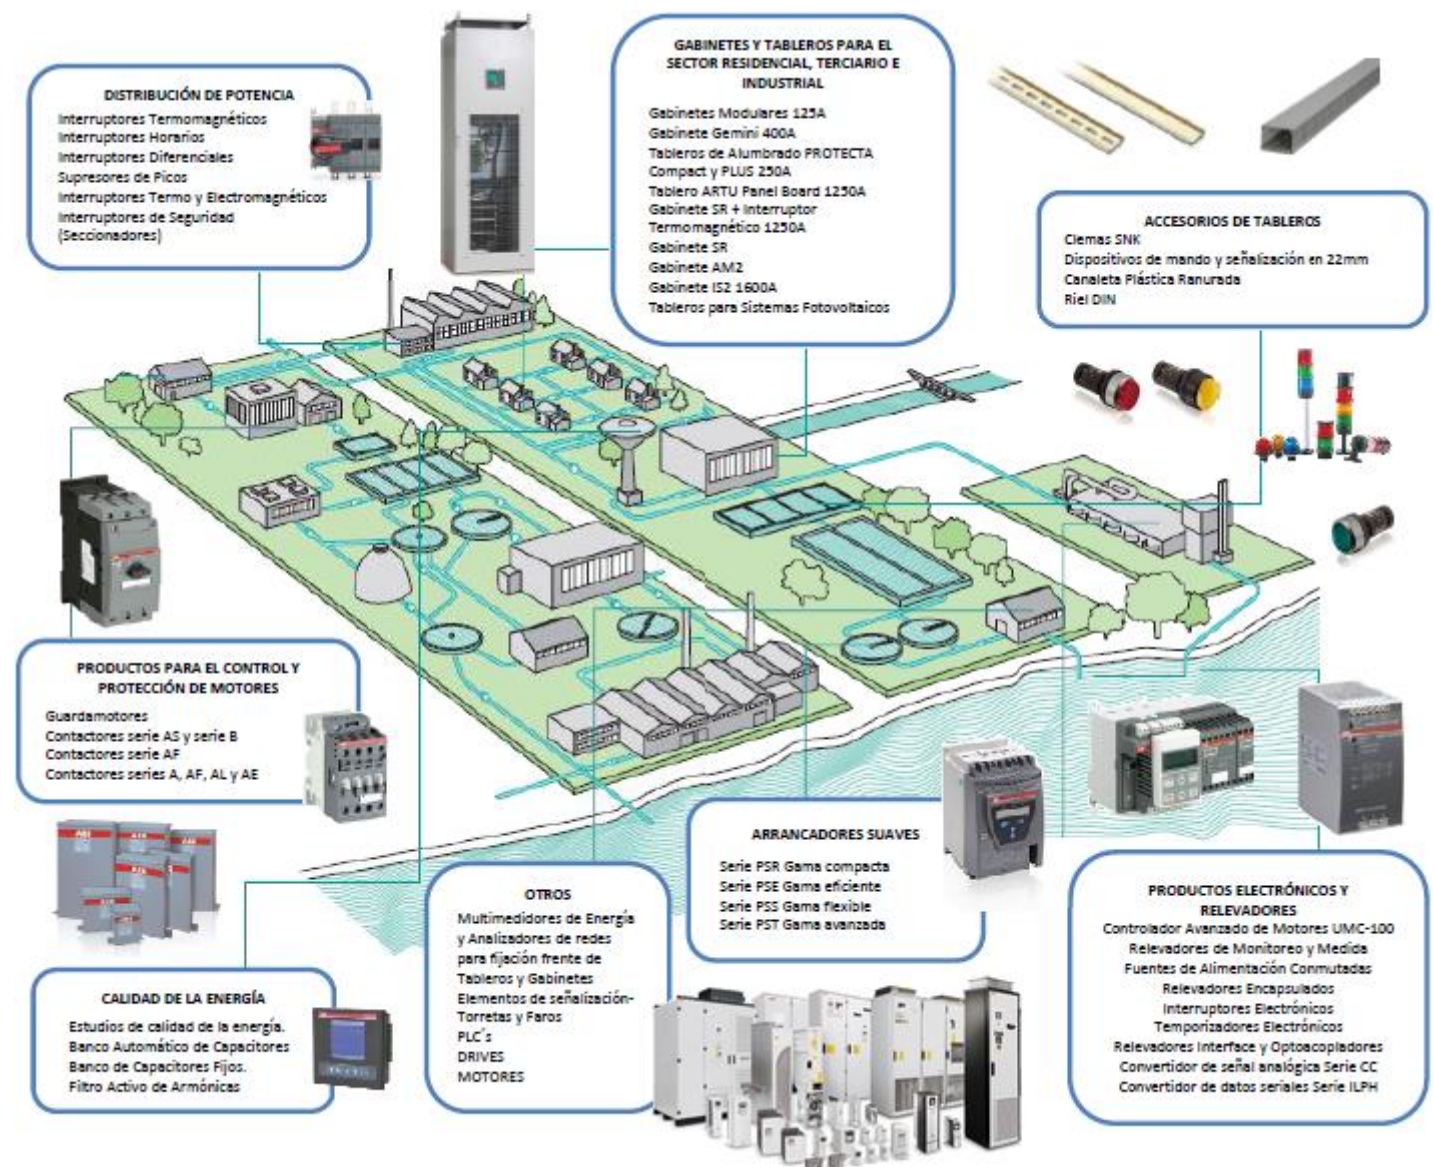 DISTRIBUCIÓN DE POTENCIA
Interruptores Termomagnéticos
Interruptores Horarios
Interruptores Diferenciales
Supresores de Picos
Interruptores Termo y Electromagnéticos
Interruptores de Seguridad
(Seccionadores)
GABINETES Y TABLEROS PARA EL
SECTOR RESIDENCIAL, TERCIARIO E
INDUSTRIAL
Gabinetes Modulares 125A
Gabinete Gemini 400A
Tableros de Alumbrado PROTECTA
Compact y PLUS 250A
Tablero ARTU Panel Board 1250A
Gabinete SR + Interruptor
Termomagnético 1250A
Gabinete SR
Gabinete AM2
Gabinete IS2 1600A
Tableros para Sistemas Fotovoltaicos
ACCESORIOS DE TABLEROS
Clemas SNK
Dispositivos de mando y señalización en 22mm
Canaleta Plástica Ranurada
Riel DIN
PRODUCTOS PARA EL CONTROL Y
PROTECCIÓN DE MOTORES
Guardamotores
Contactores serie AS y serie B
Contactores serie AF
Contactores series A, AF, AL y AE
ARRANCADORES SUAVES
Serie PSR Gama compacta
Serie PSE Gama eficiente
Serie PSS Gama flexible
Serie PST Gama avanzada
OTROS
Multimedidores de Energía
y Analizadores de redes
para fijación frente de
Tableros y Gabinetes
Elementos de señalización-
Torretas y Faros
PLC´s
DRIVES
MOTORES
PRODUCTOS ELECTRÓNICOS Y
RELEVADORES
Controlador Avanzado de Motores UMC-100
Relevadores de Monitoreo y Medida
Fuentes de Alimentación Conmutadas
Relevadores Encapsulados
Interruptores Electrónicos
Temporizadores Electrónicos
Relevadores Interface y Optoacopladores
Convertidor de señal analógica Serie CC
Convertidor de datos seriales Serie ILPH
ABB
ABB
CALIDAD DE LA ENERGÍA
Estudios de calidad de la energía.
Banco Automático de Capacitores
Banco de Capacitores Fijos.
Filtro Activo de Armónicas